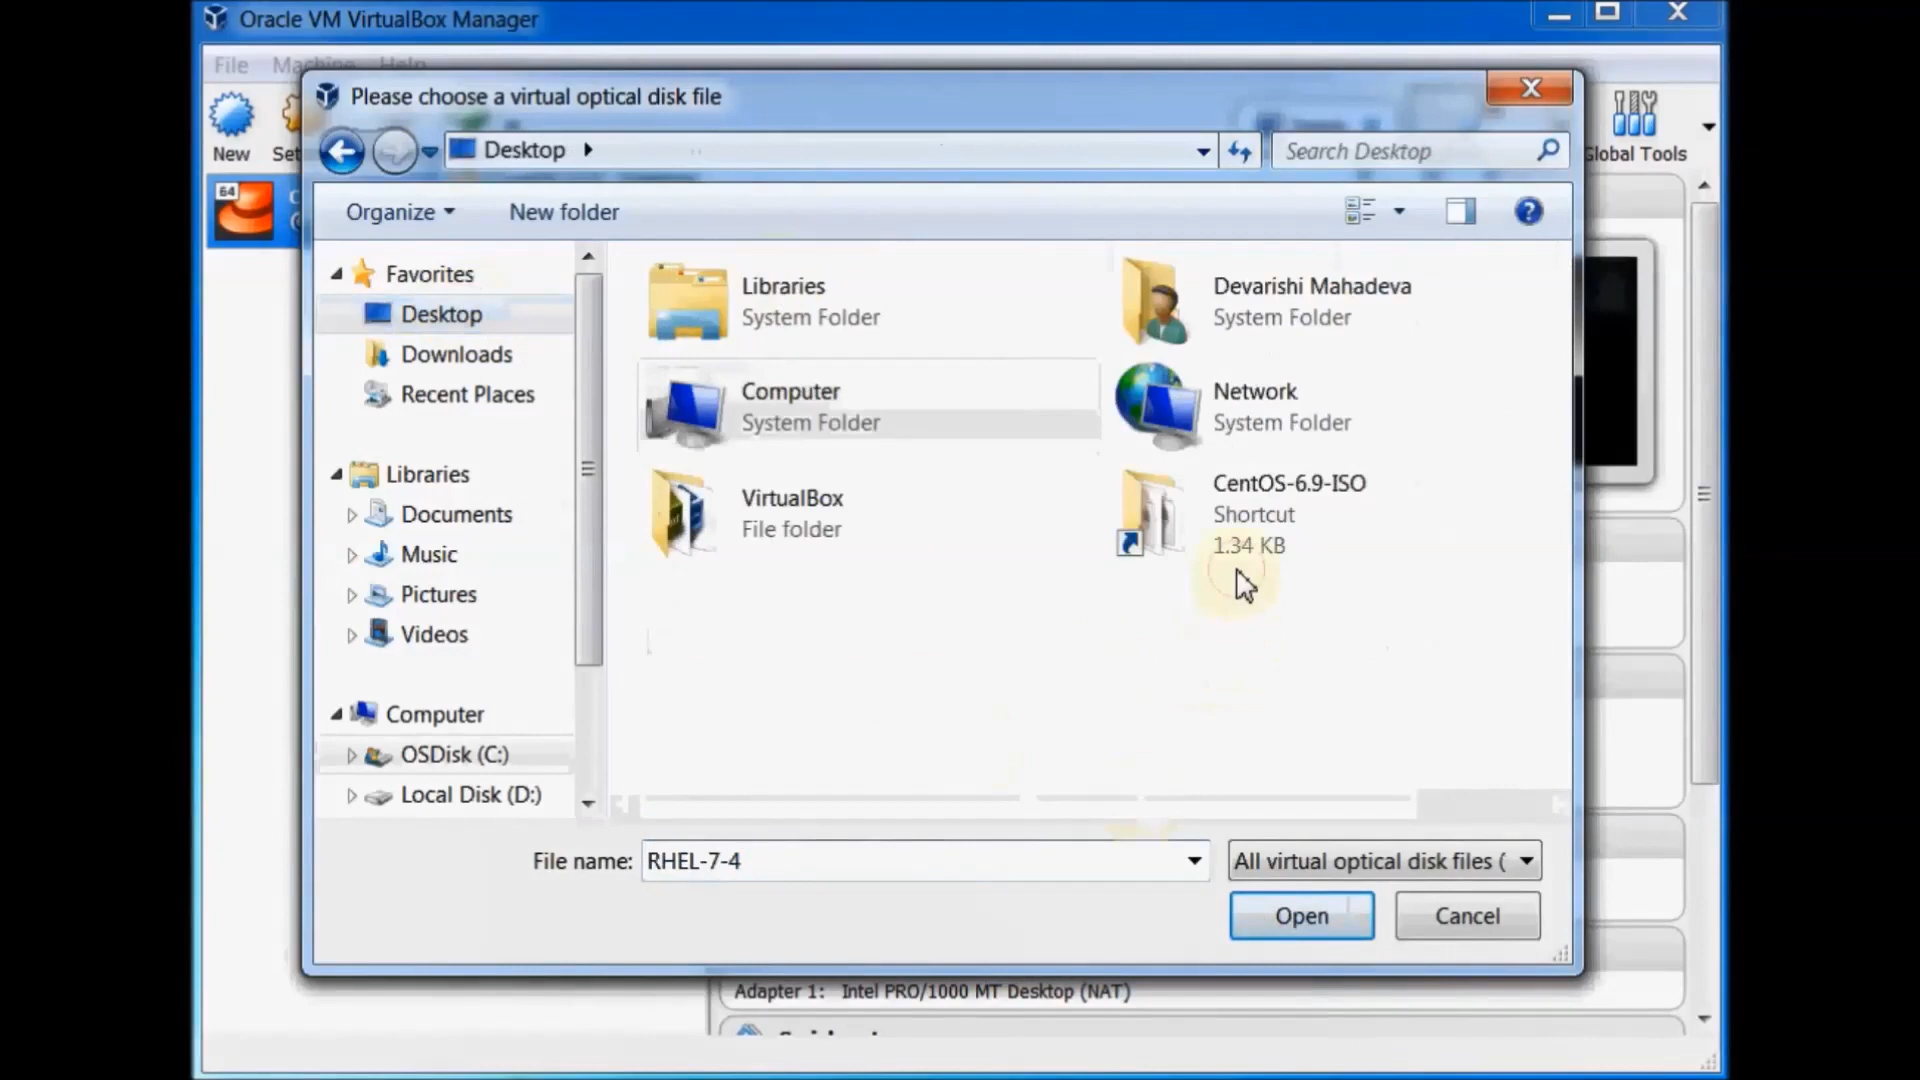 Oracle VM VirtualBox Manager
File Machine Help
Please choose a virtual optical disk file
New
Desktop
Search Desktop
Global Tools
64
Organize
New folder
Favorites
Desktop
Downloads
Recent Places
Libraries
Documents
Music
Pictures
Videos
Computer
OSDisk (C:)
Local Disk (D:)
Libraries
System Folder
Devarishi Mahadeva
System Folder
Computer
System Folder
Network
System Folder
VirtualBox
File folder
CentOS-6.9-ISO
Shortcut
1.34 KB
File name: RHEL-7-4
All virtual optical disk files (
Open
Cancel
Adapter 1: Intel PRO/1000 MT Desktop (NAT)